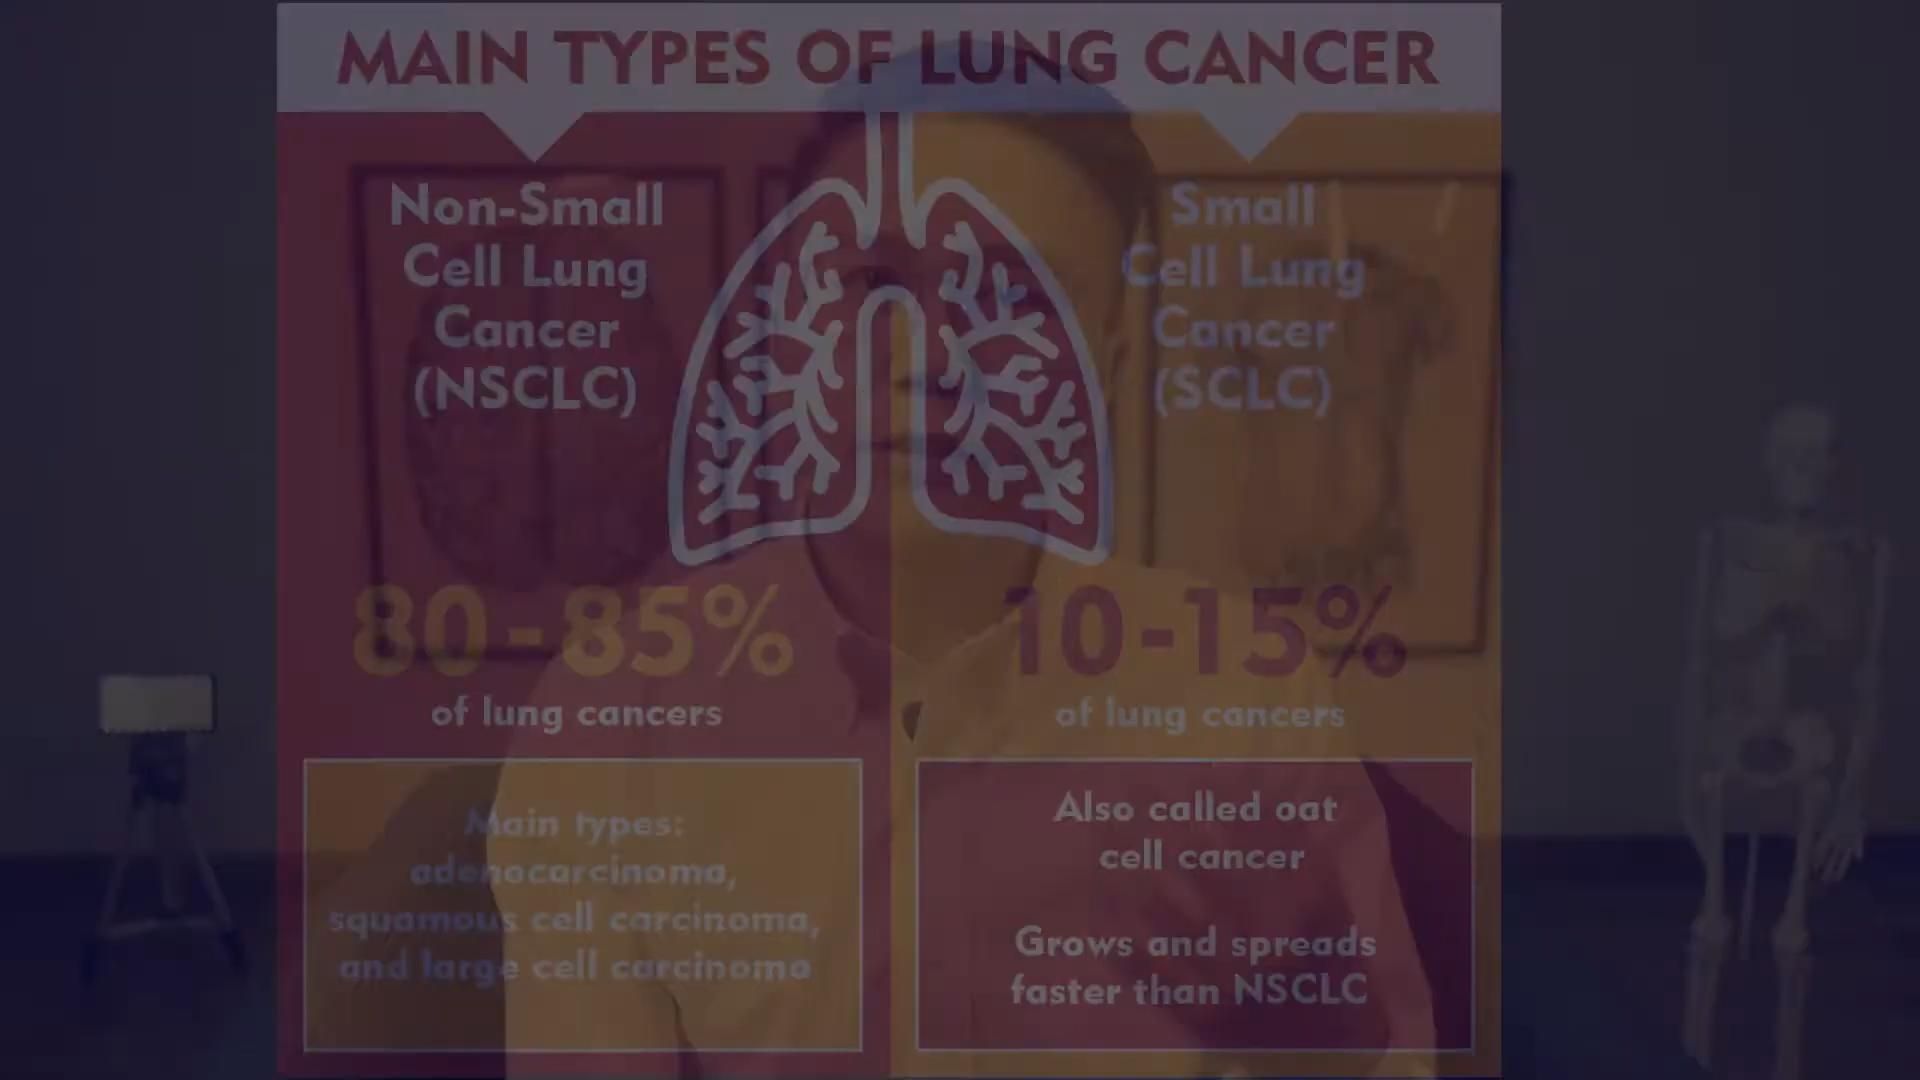 MAIN TYPES OF LUNG CANCER
Non-Small
Cell Lung
Cancer
(NSCLC)
80-85%
of lung cancers
Main types:
adenocarcinoma,
squamous cell carcinoma,
and large cell carcinoma
Small
Cell Lung
Cancer
(SCLC)
10-15%
of lung cancers
Also called oat
cell cancer
Grows and spreads
faster than NSCLC